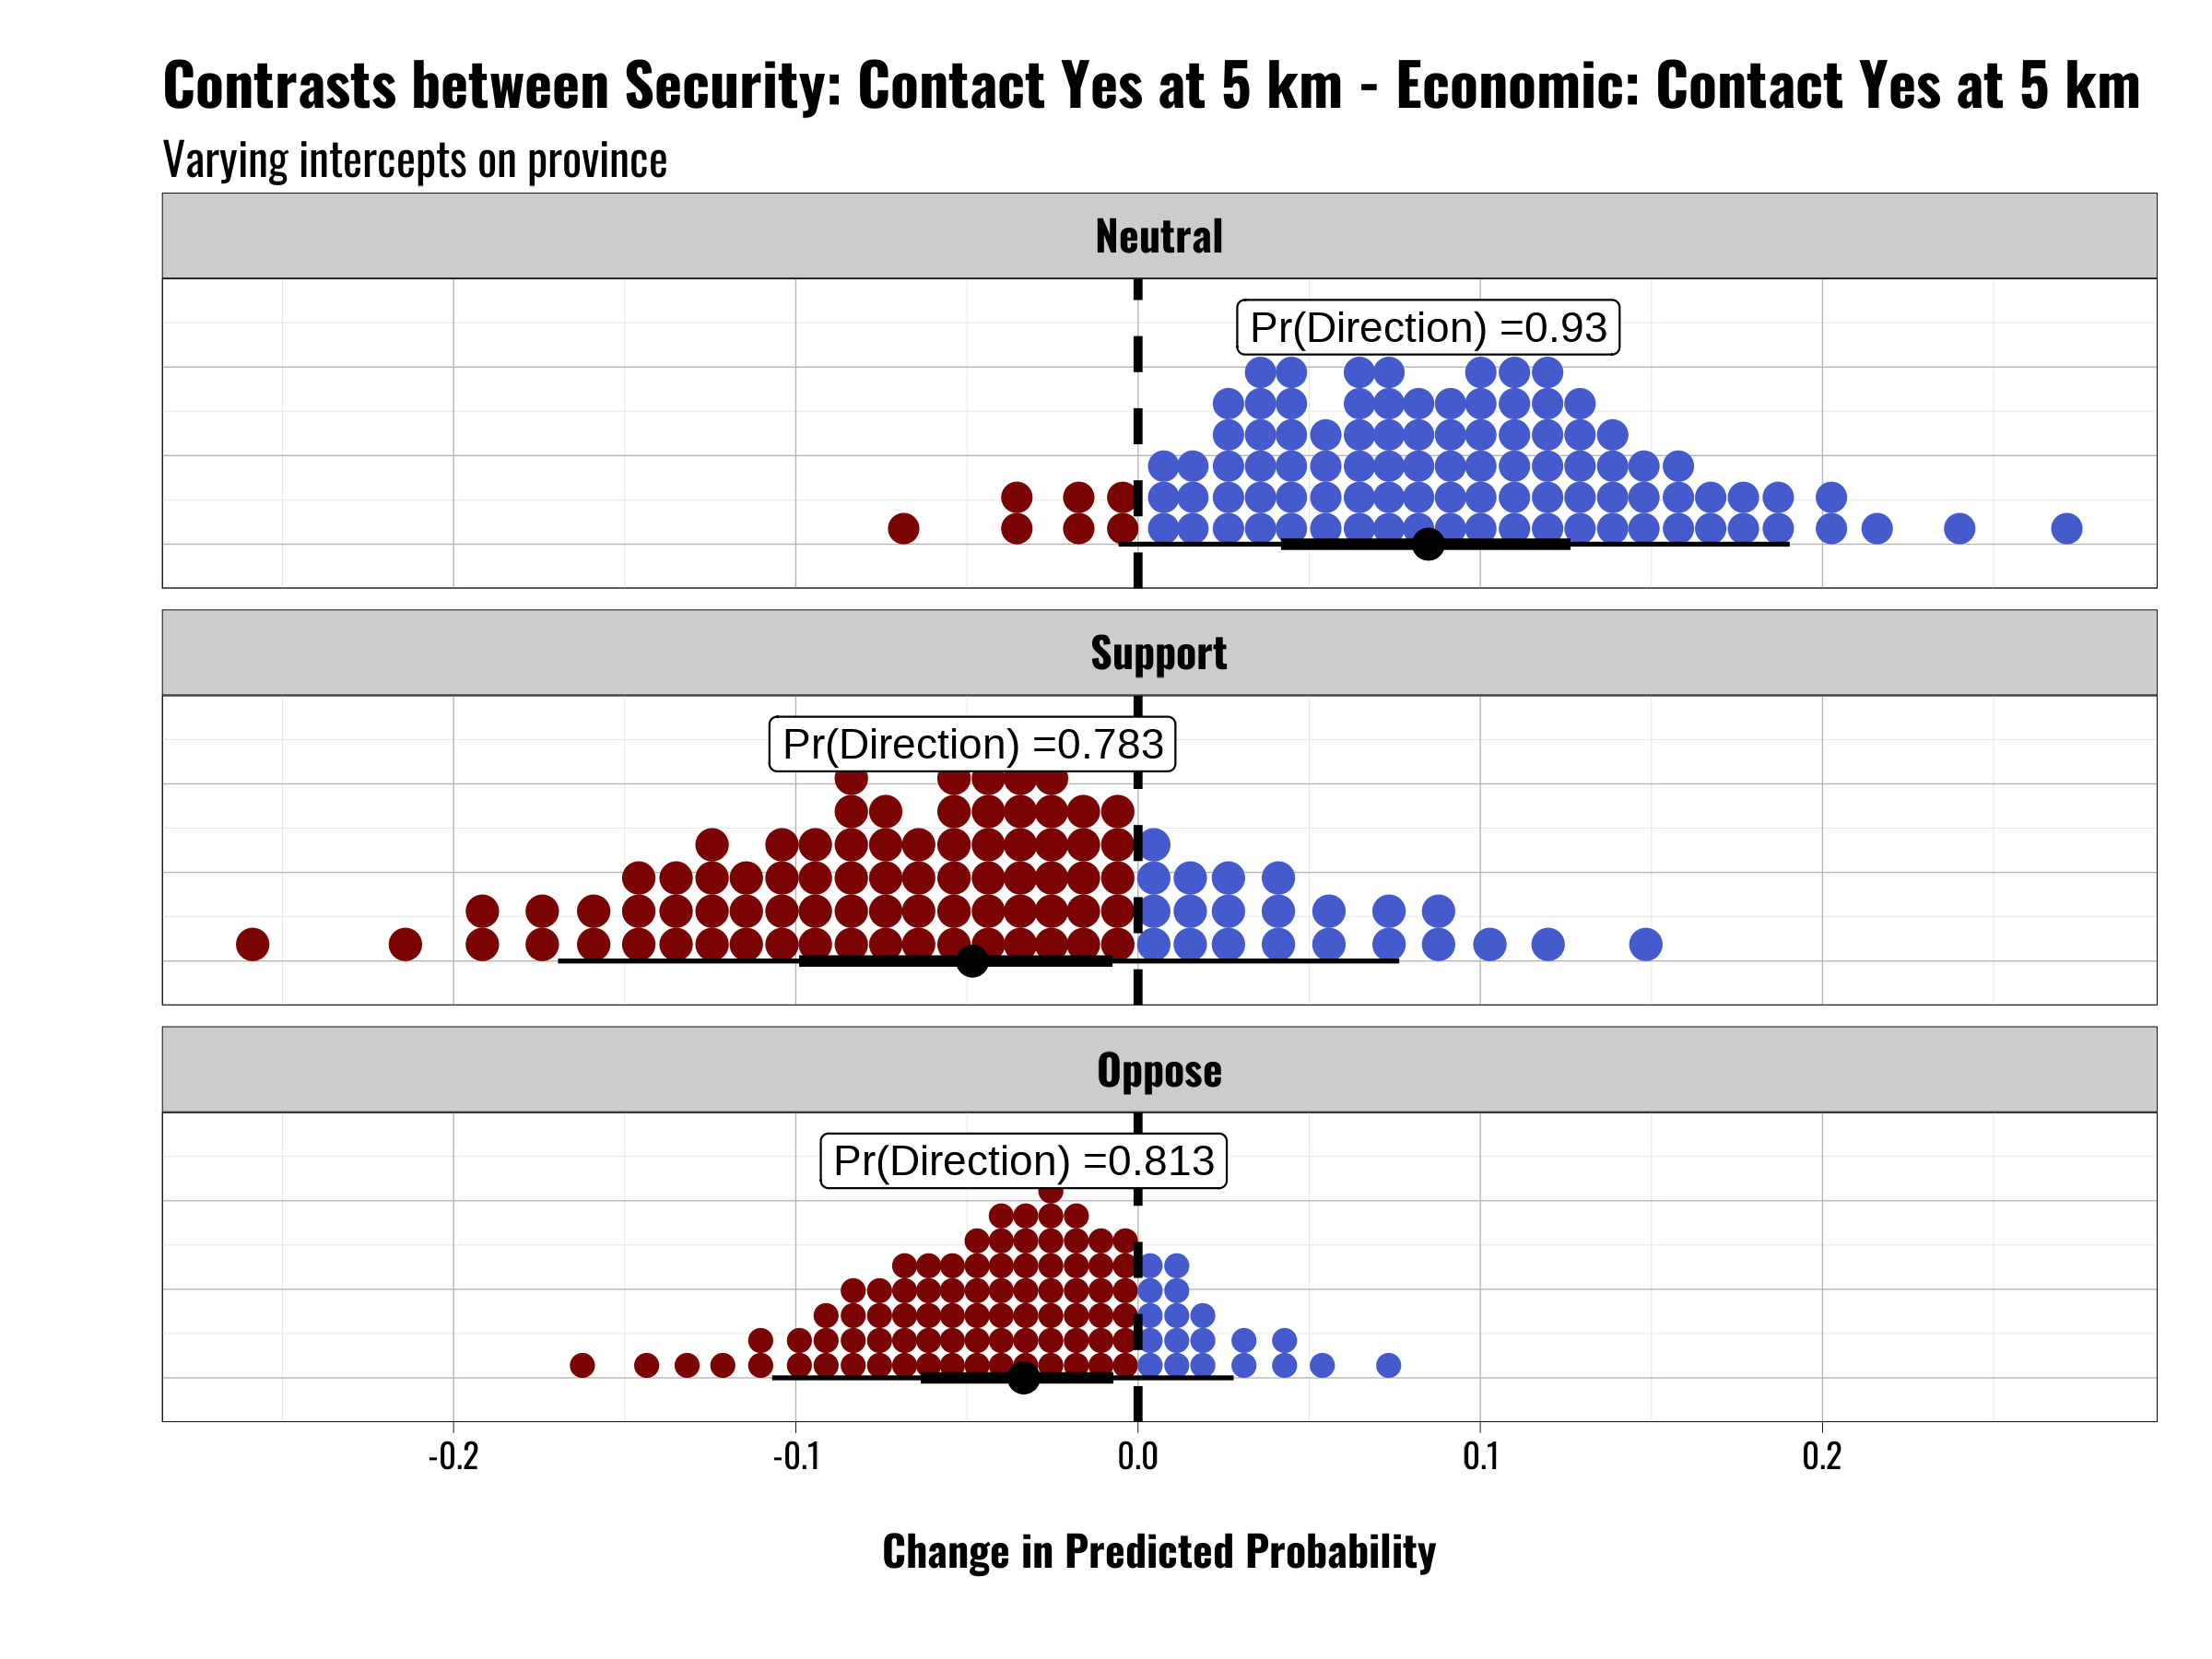 Contrasts between Security: Contact Yes at 5 km - Economic: Contact Yes at 5 km
Varying intercepts on province
Neutral
Pr(Direction) =0.93
Support
Pr(Direction) =0.783
Oppose
Pr(Direction) =0.813
-0.2 -0.1 0.0 0.1 0.2
Change in Predicted Probability